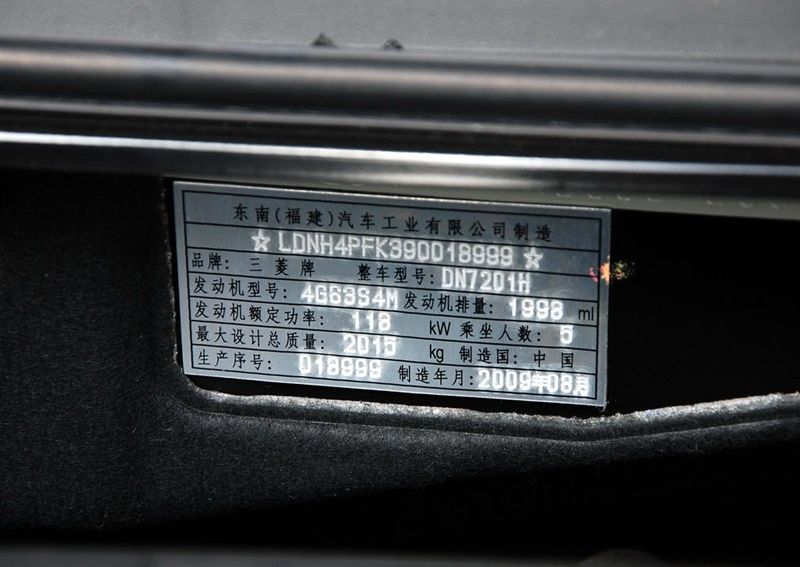 东南(福建)汽车工业有限公司制造
☆ LDNH4PFK390018999 ☆
品牌: 三菱牌 整车型号: DN7201H
发动机型号: 4G63S4M 发动机排量: 1998 ml
发动机额定功率: 118 kW 乘坐人数: 5
最大设计总质量: 2015 kg 制造国: 中国
生产序号: 018999 制造年月: 2009年08月